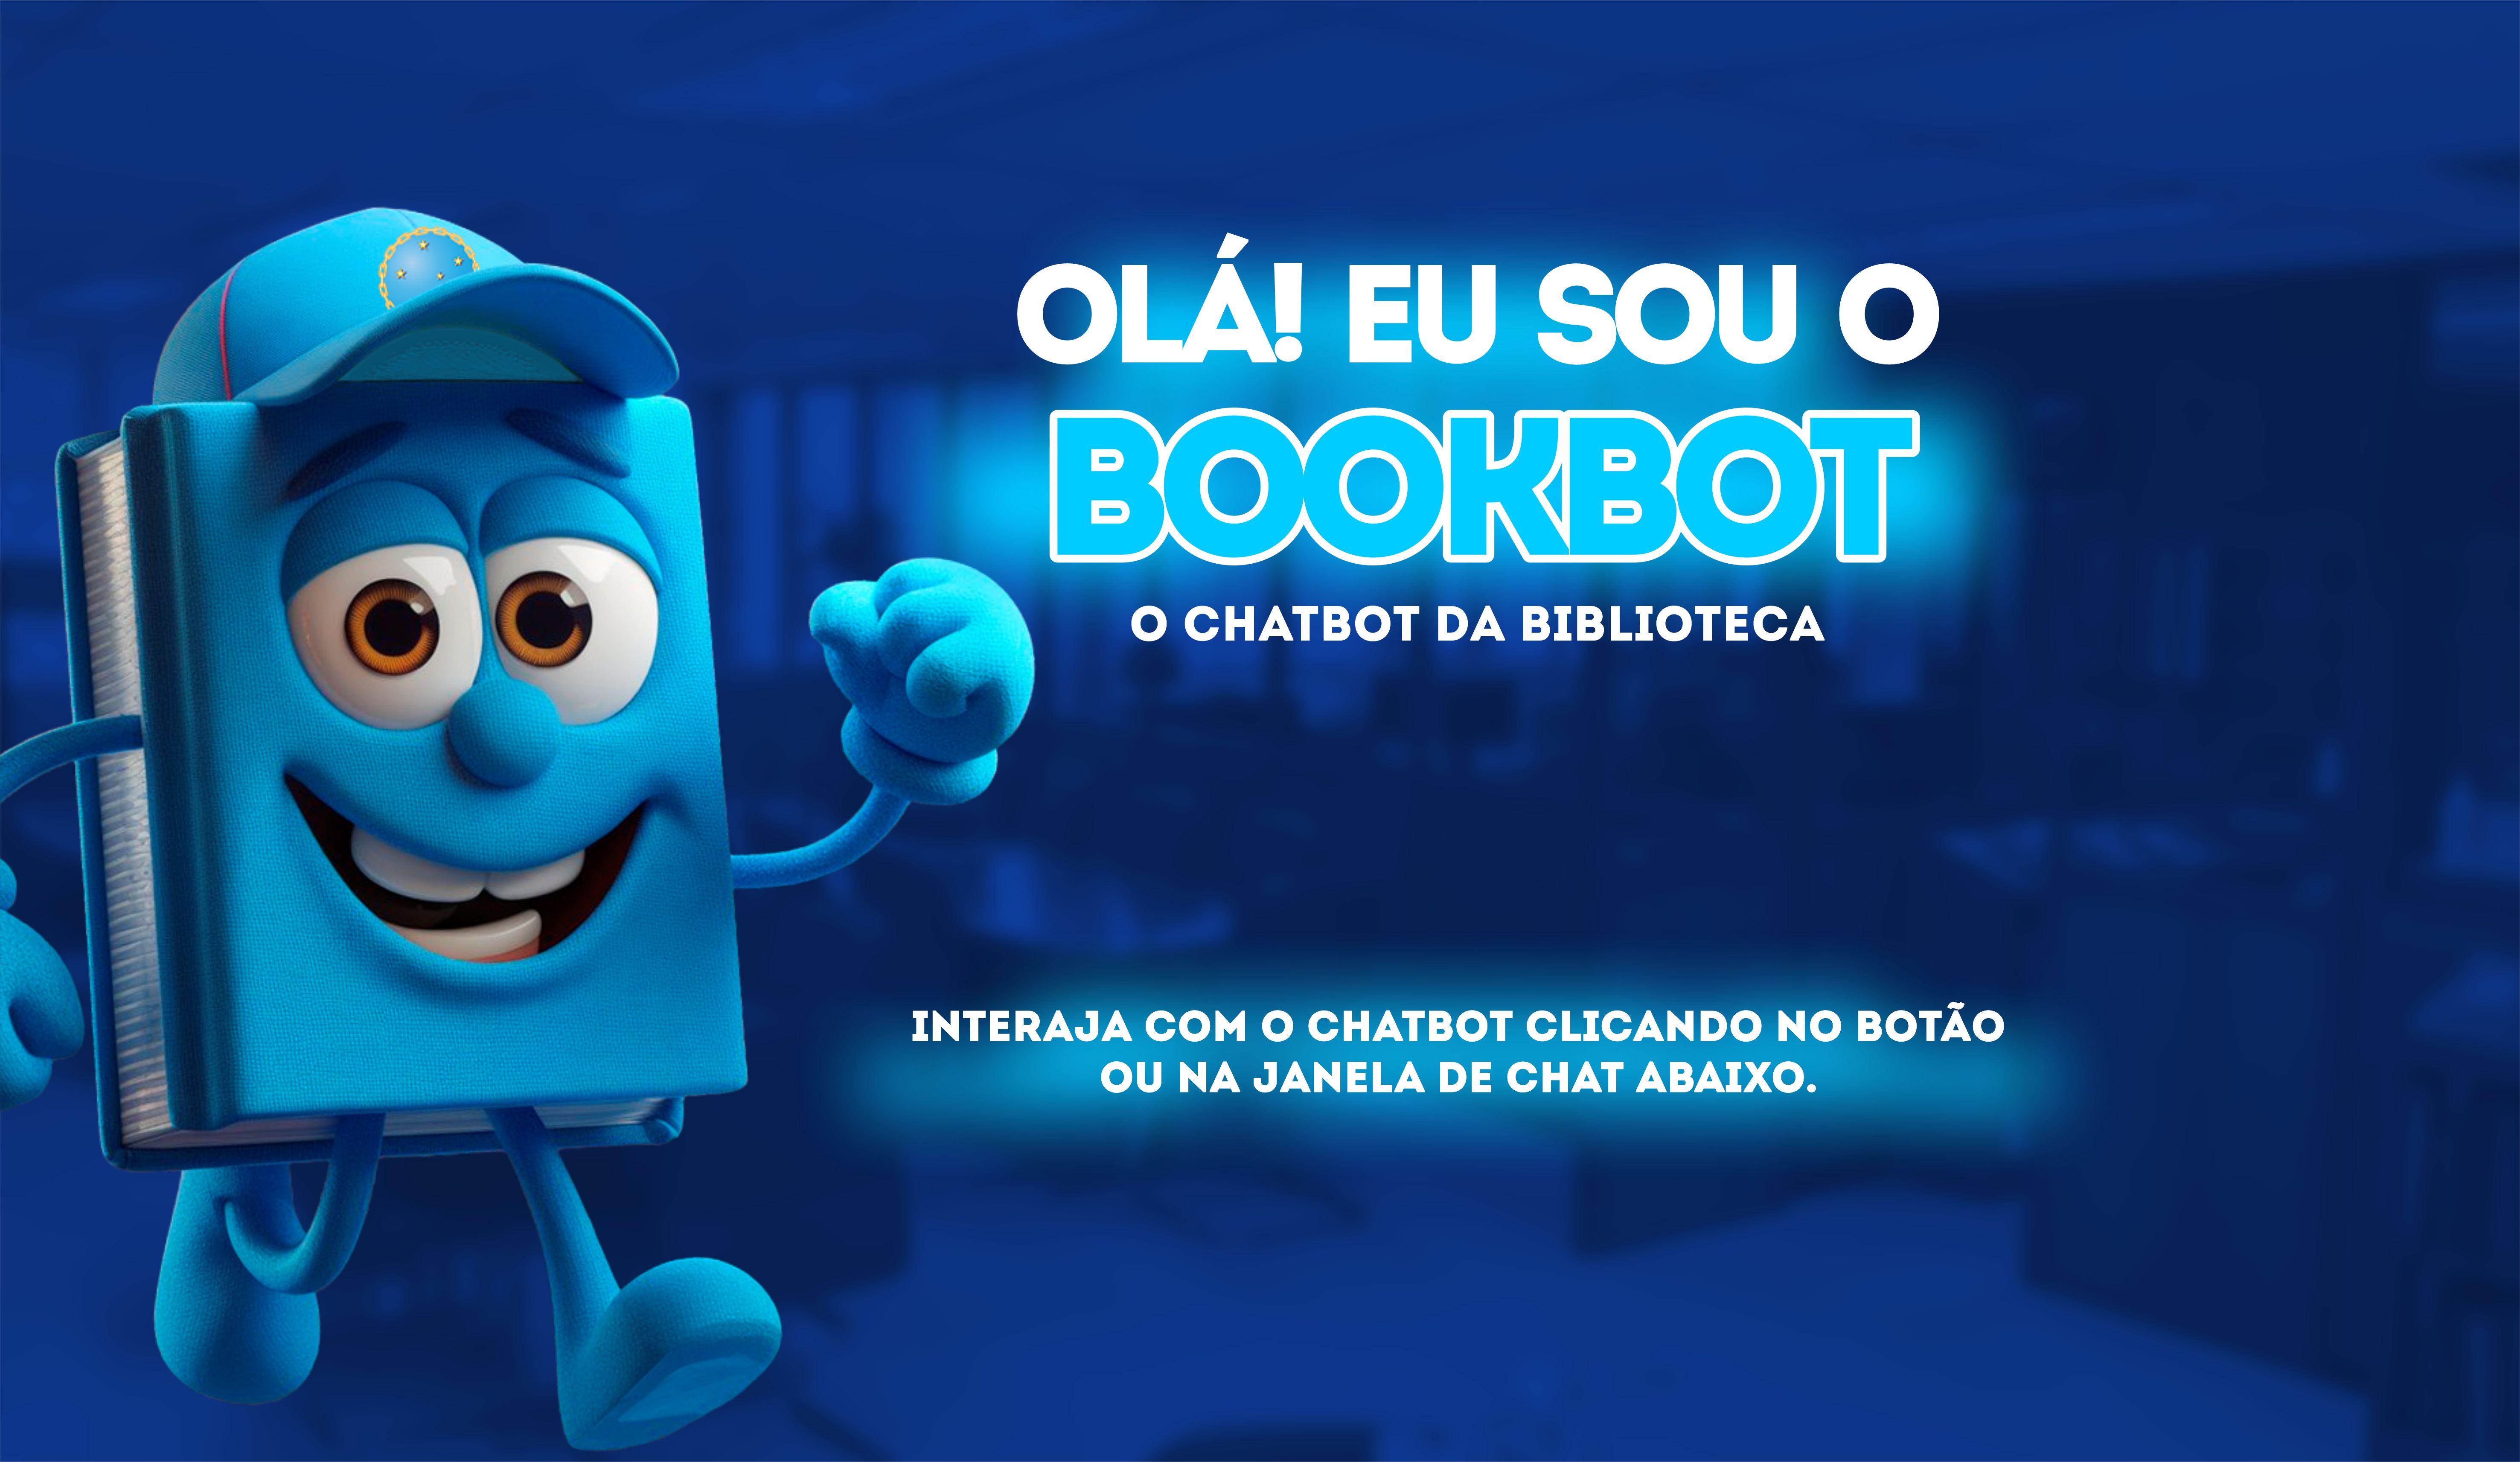 OLÁ! EU SOU O
BOOKBOT
O CHATBOT DA BIBLIOTECA
INTERAJA COM O CHATBOT CLICANDO NO BOTÃO
OU NA JANELA DE CHAT ABAIXO.